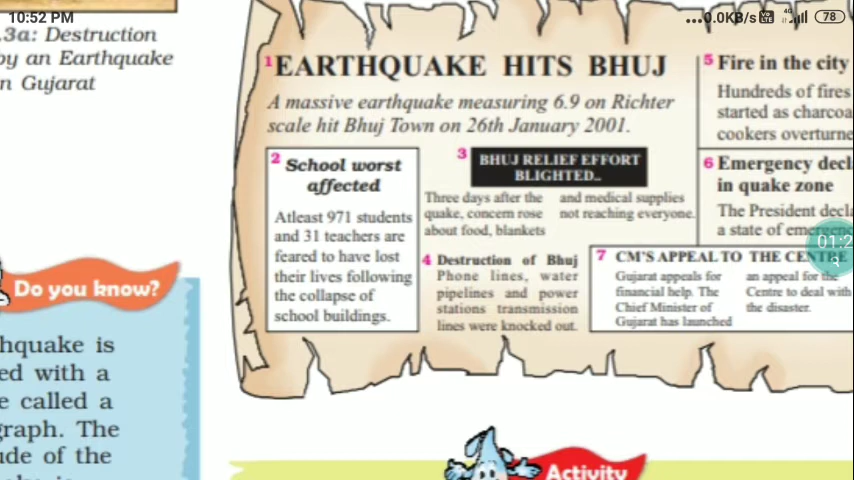 10:52 PM
...0.0KB/s 4G 78
.3a: Destruction
by an Earthquake
n Gujarat
1 EARTHQUAKE HITS BHUJ
A massive earthquake measuring 6.9 on Richter
scale hit Bhuj Town on 26th January 2001.
2 School worst
affected
Atleast 971 students
and 31 teachers are
feared to have lost
their lives following
the collapse of
school buildings.
3 BHUJ RELIEF EFFORT
BLIGHTED..
Three days after the
quake, concern rose
about food, blankets
and medical supplies
not reaching everyone.
4 Destruction of Bhuj
Phone lines, water
pipelines and power
stations transmission
lines were knocked out.
5 Fire in the city
Hundreds of fires
started as charcoa
cookers overturne
6 Emergency decl
in quake zone
The President decla
a state of emergenc
7 CM'S APPEAL TO THE CENTRE
Gujarat appeals for
financial help. The
Chief Minister of
Gujarat has launched
an appeal for the
Centre to deal with
the disaster.
01:2
Do you know?
hquake is
ed with a
e called a
graph. The
ude of the
Activity